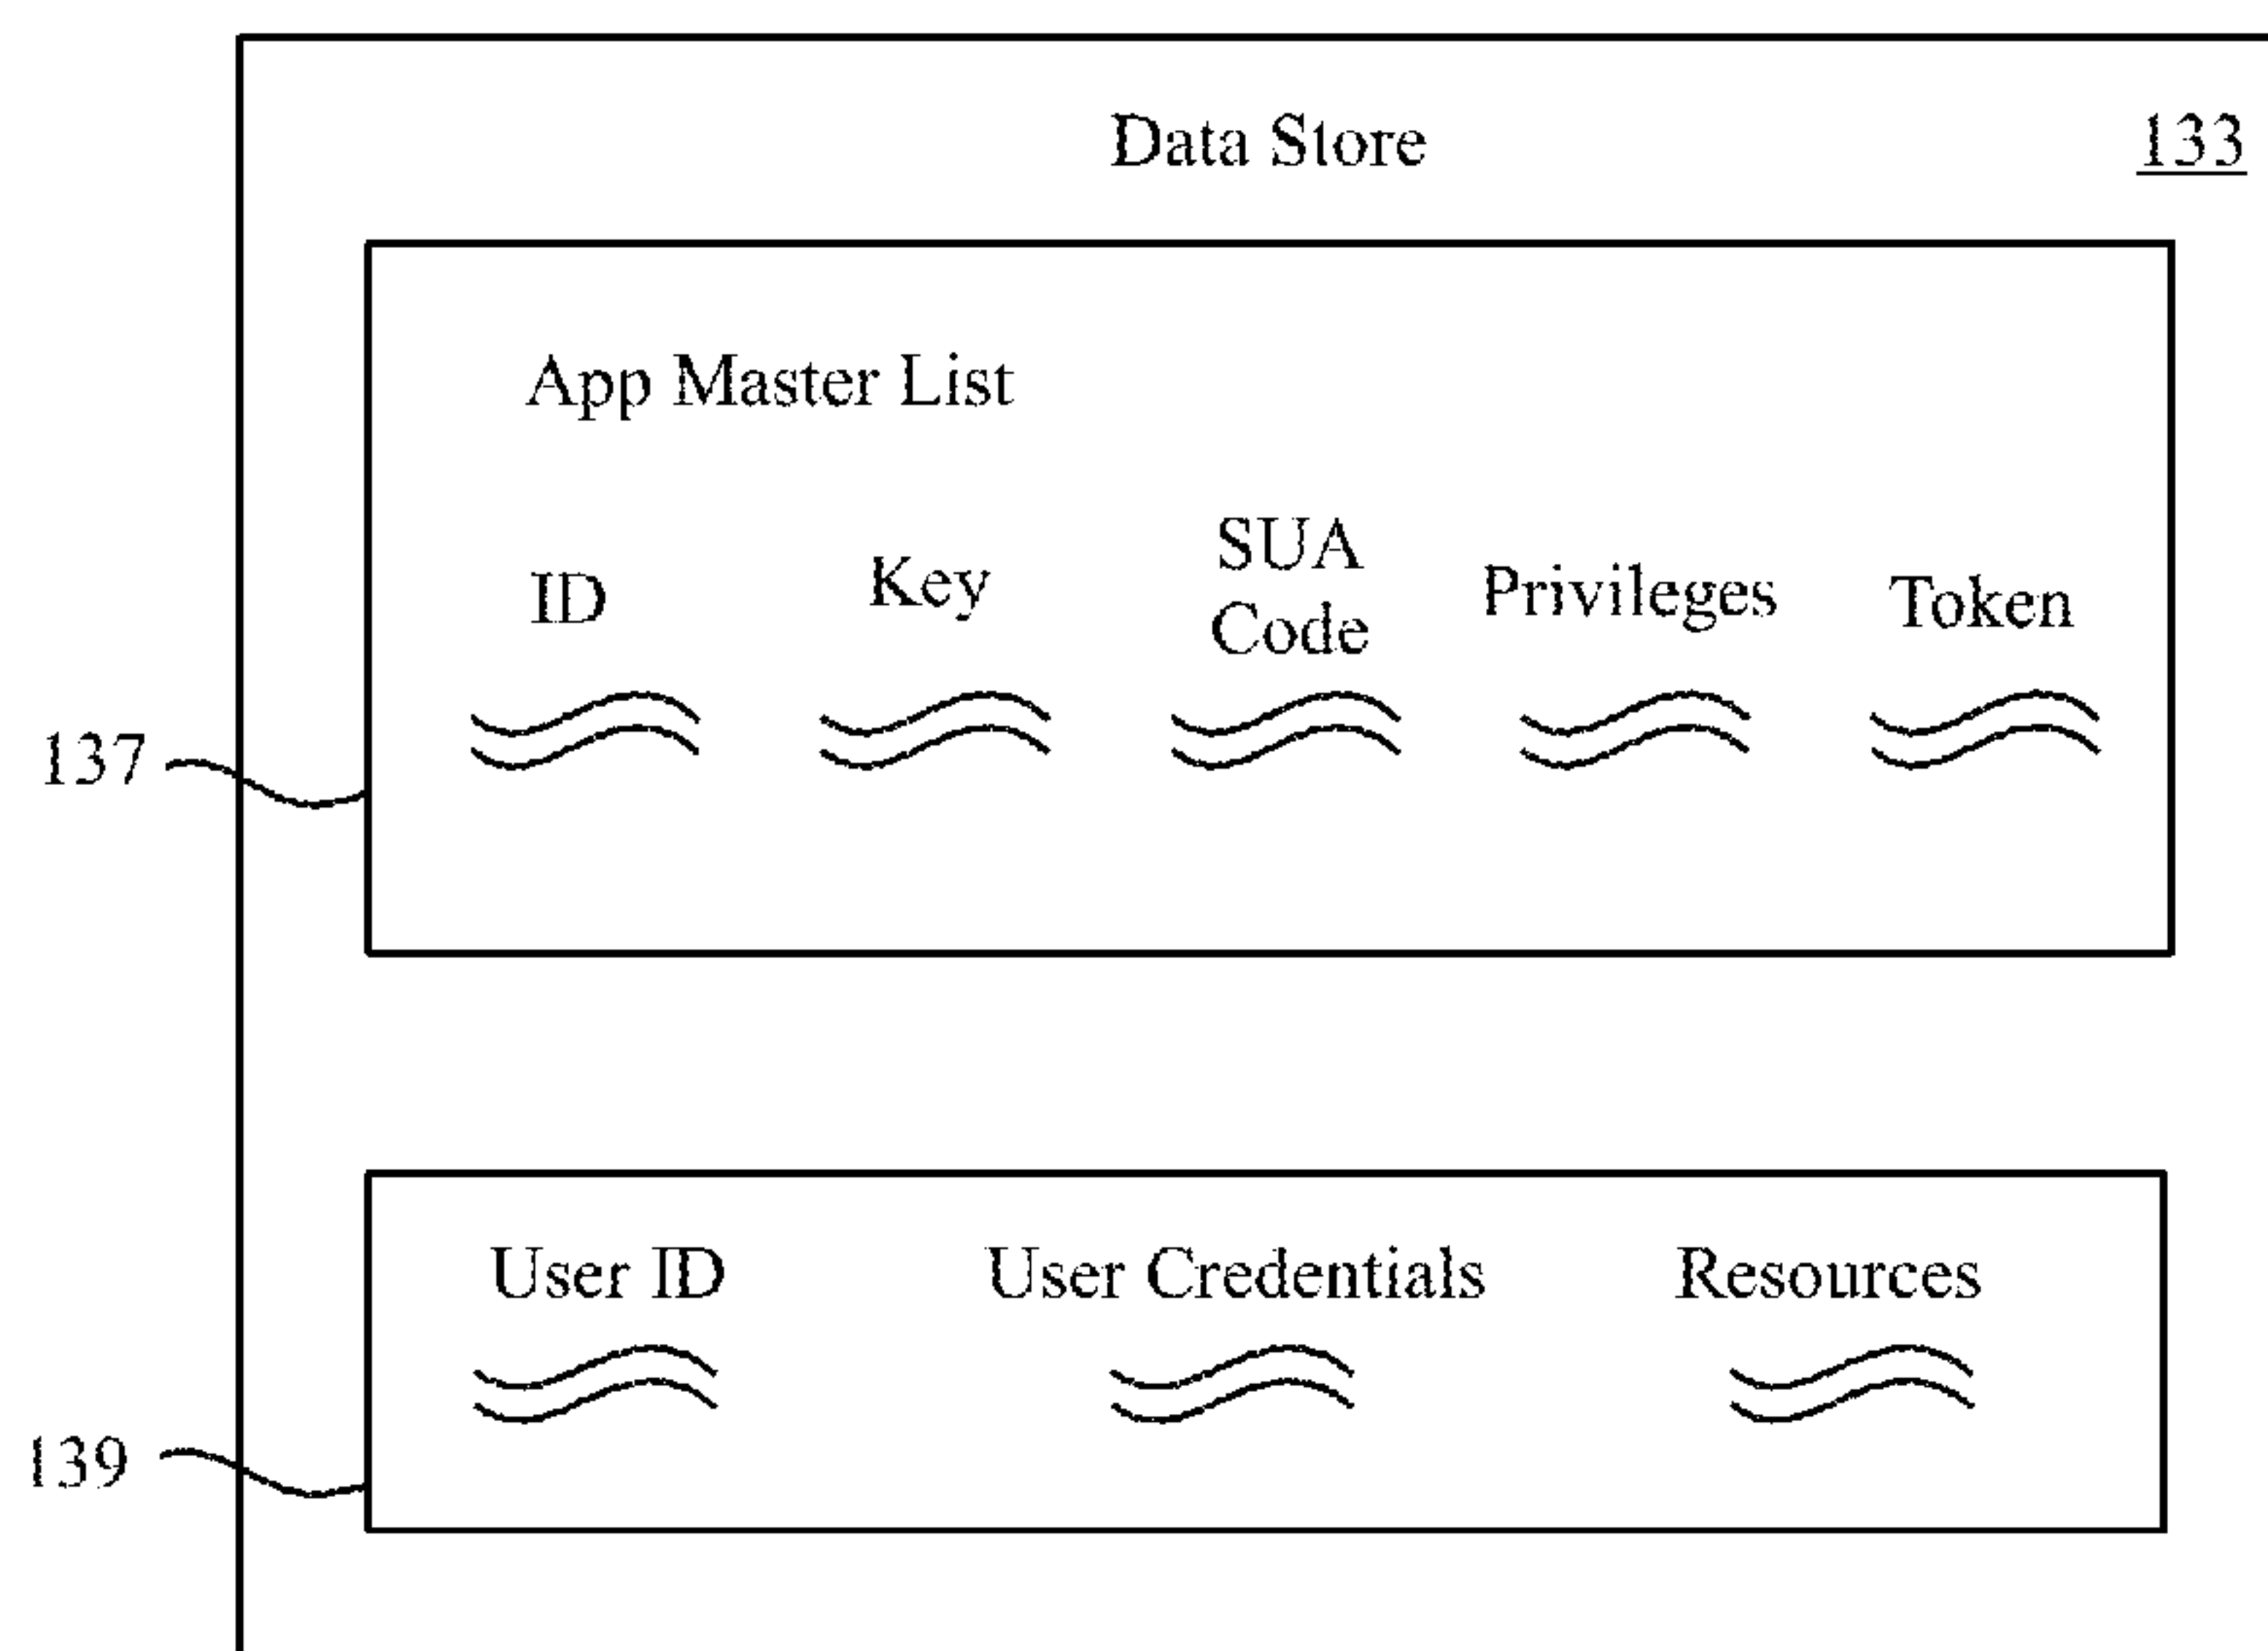 Data Store 133
App Master List
ID Key SUA Code Privileges Token
137
User ID User Credentials Resources
139